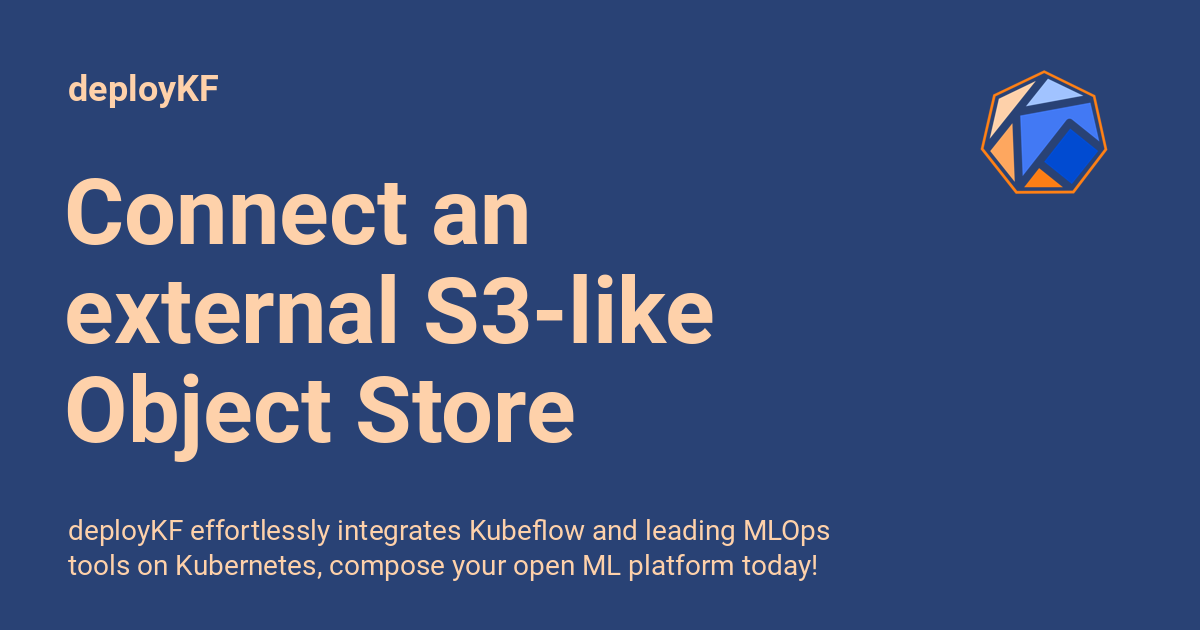 deployKF
Connect an
external S3-like
Object Store
deployKF effortlessly integrates Kubeflow and leading MLOps
tools on Kubernetes, compose your open ML platform today!